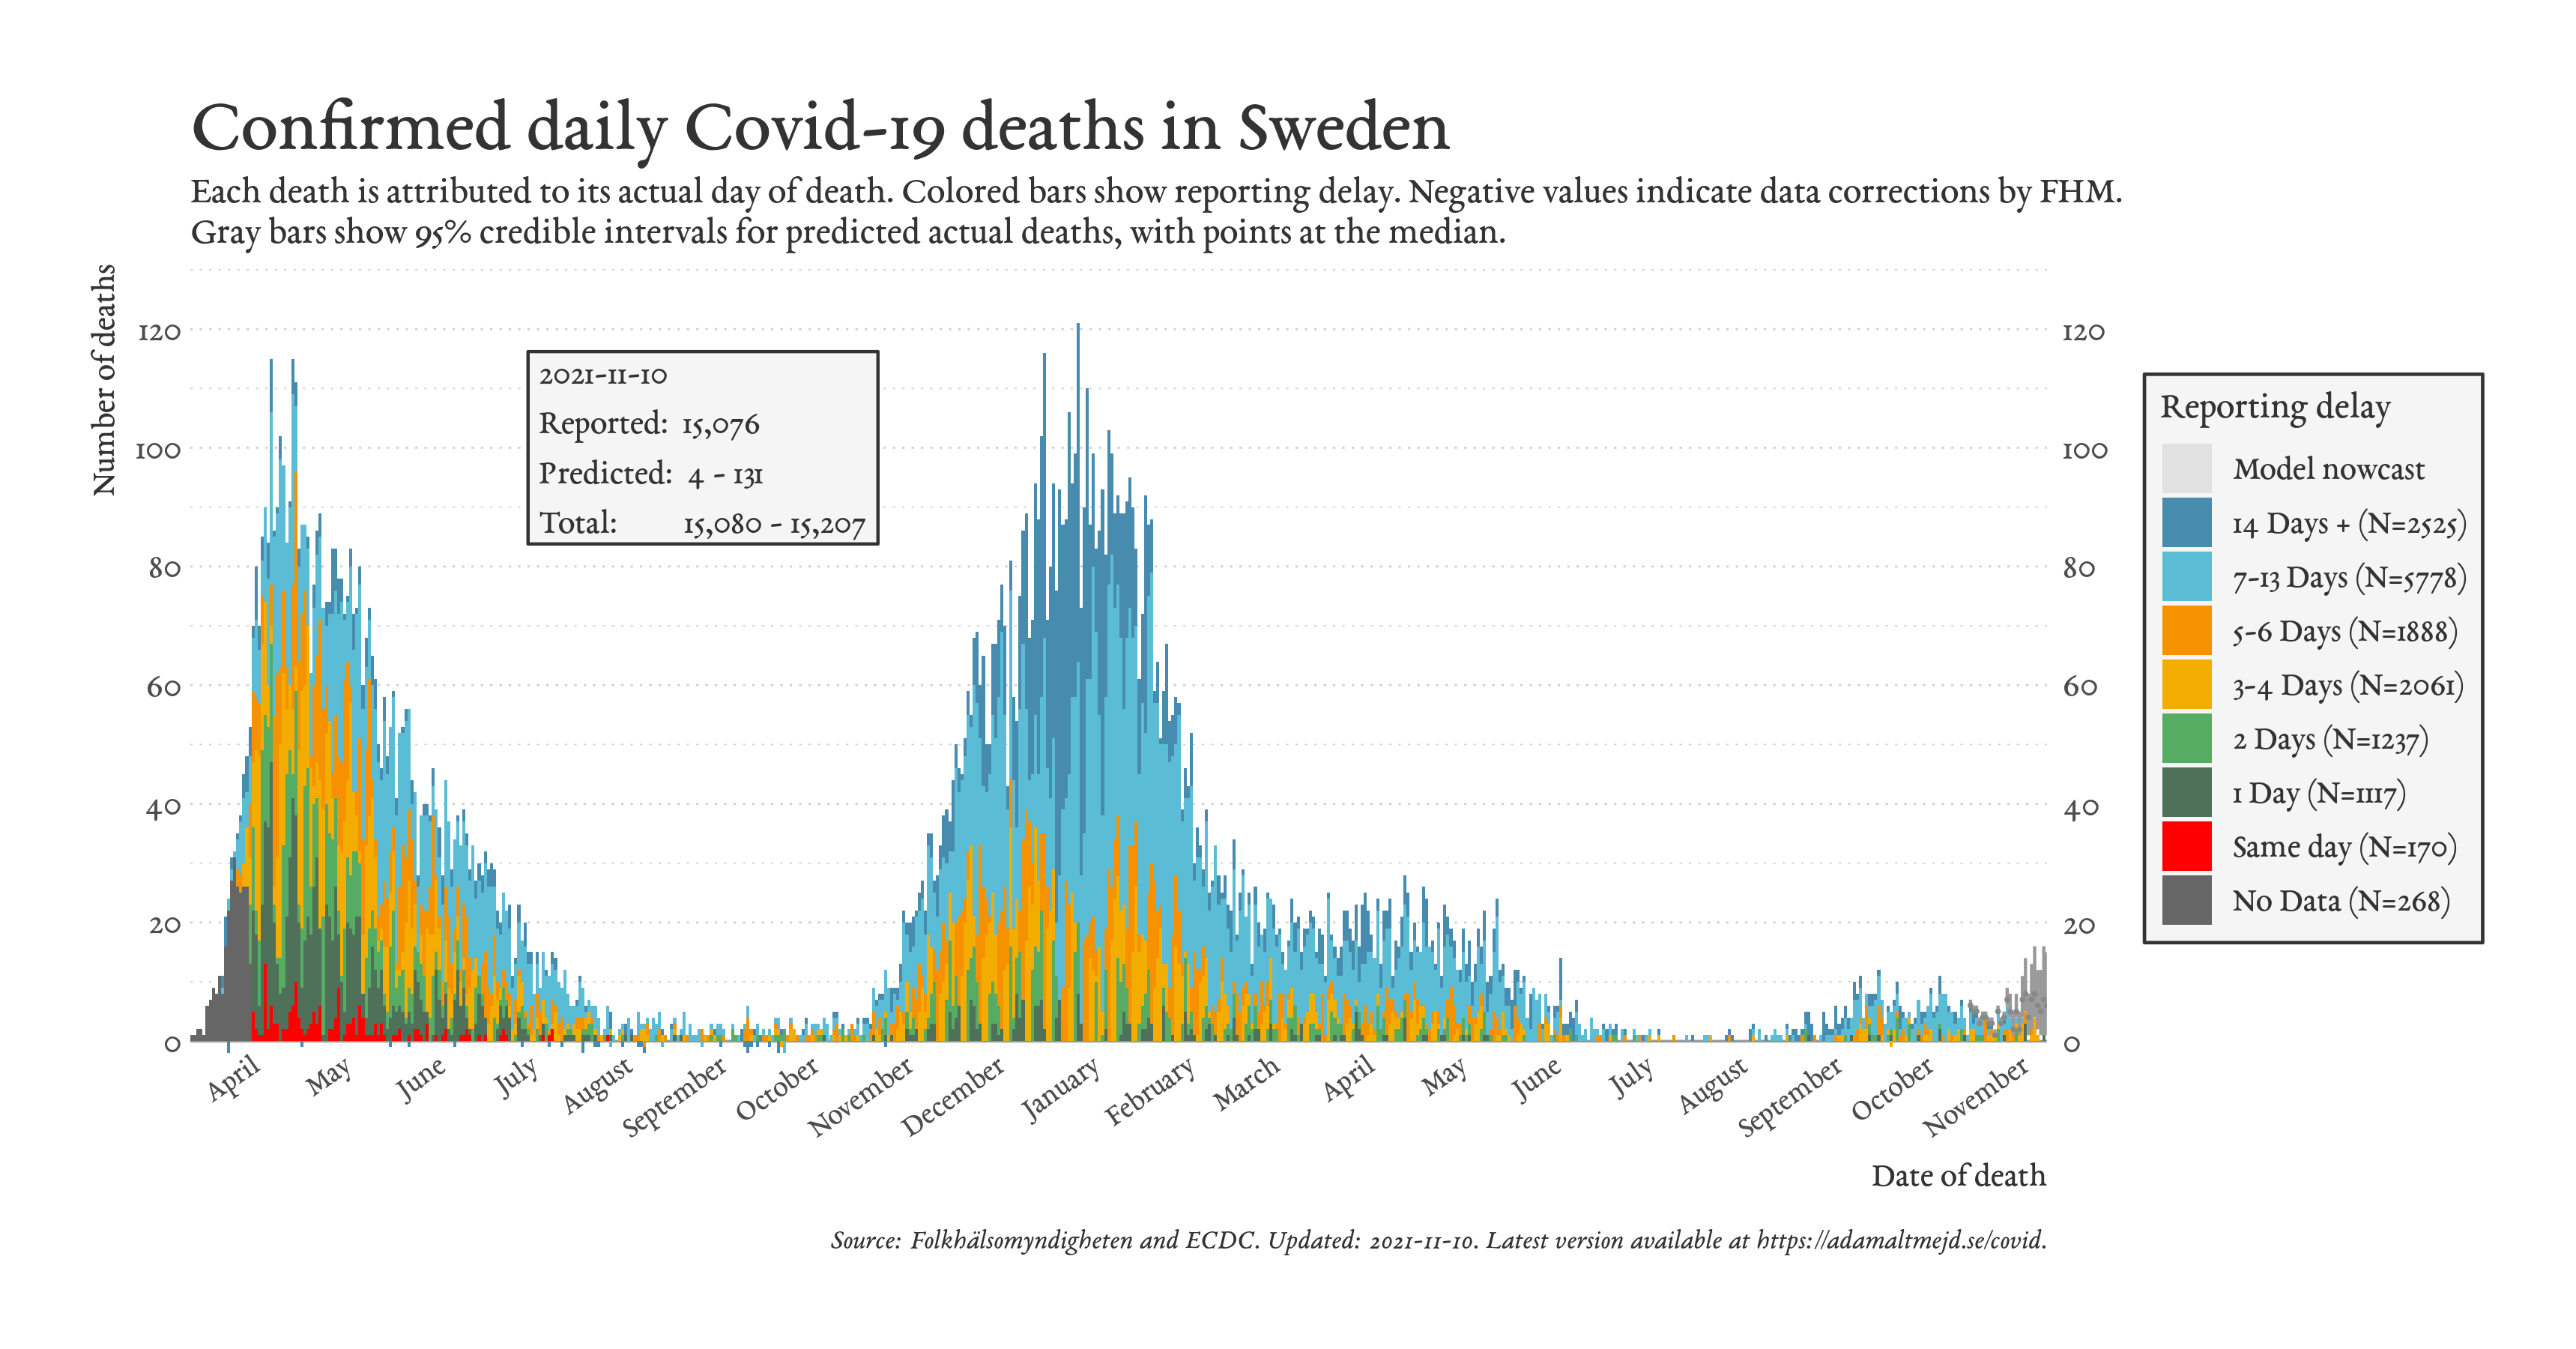 Confirmed daily Covid-19 deaths in Sweden
Each death is attributed to its actual day of death. Colored bars show reporting delay. Negative values indicate data corrections by FHM.
Gray bars show 95% credible intervals for predicted actual deaths, with points at the median.
Number of deaths
120
100
80
60
40
20
0
2021-11-10
Reported: 15,076
Predicted: 4 - 131
Total: 15,080 - 15,207
120
100
80
60
40
20
0
Reporting delay
Model nowcast
14 Days + (N=2525)
7-13 Days (N=5778)
5-6 Days (N=1888)
3-4 Days (N=2061)
2 Days (N=1237)
1 Day (N=1117)
Same day (N=170)
No Data (N=268)
April
May
June
July
August
September
October
November
December
January
February
March
April
May
June
July
August
September
October
November
Date of death
Source: Folkhälsomyndigheten and ECDC. Updated: 2021-11-10. Latest version available at https://adamaltmejd.se/covid.